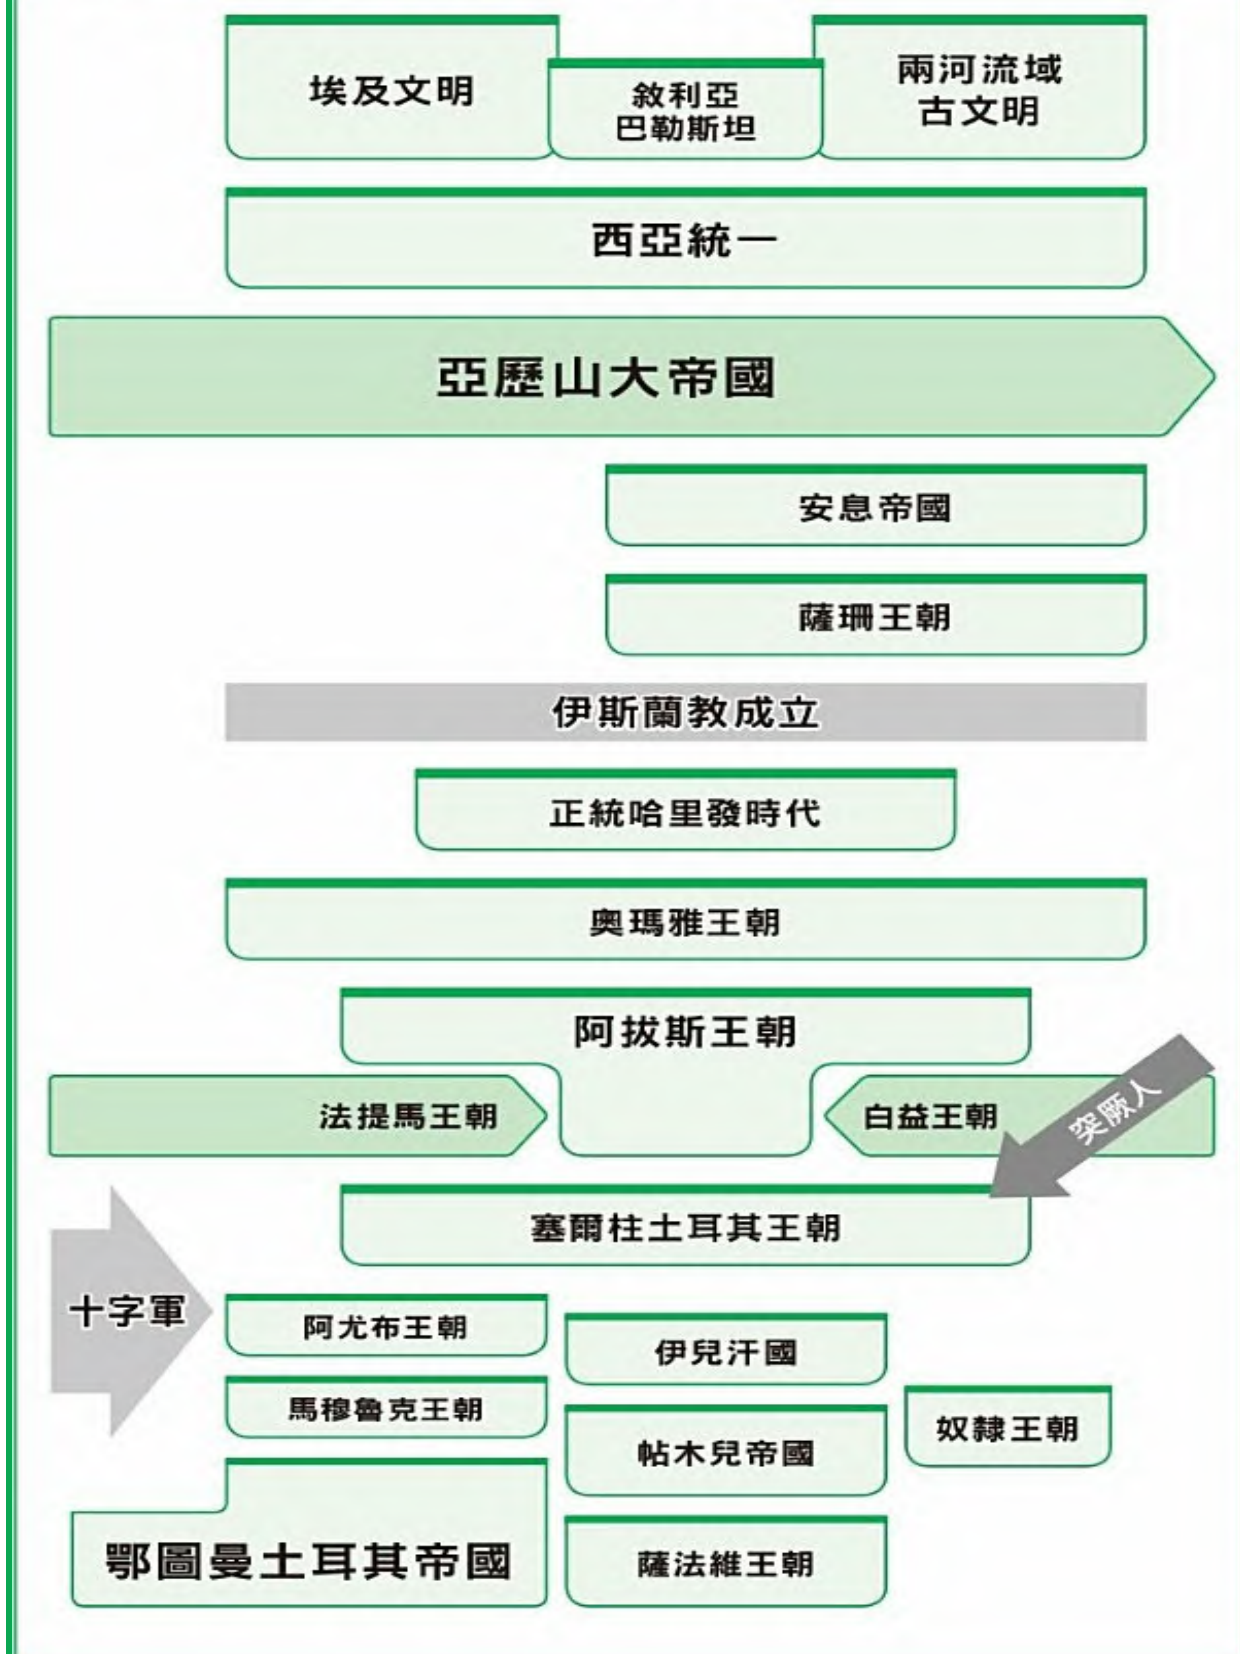 埃及文明
敘利亞
巴勒斯坦
兩河流域
古文明
西亞統一
亞歷山大帝國
安息帝國
薩珊王朝
伊斯蘭教成立
正統哈里發時代
奧瑪雅王朝
阿拔斯王朝
法提馬王朝
白益王朝
突厥人
塞爾柱土耳其王朝
十字軍
阿尤布王朝
伊兒汗國
馬穆魯克王朝
奴隸王朝
帖木兒帝國
鄂圖曼土耳其帝國
薩法維王朝